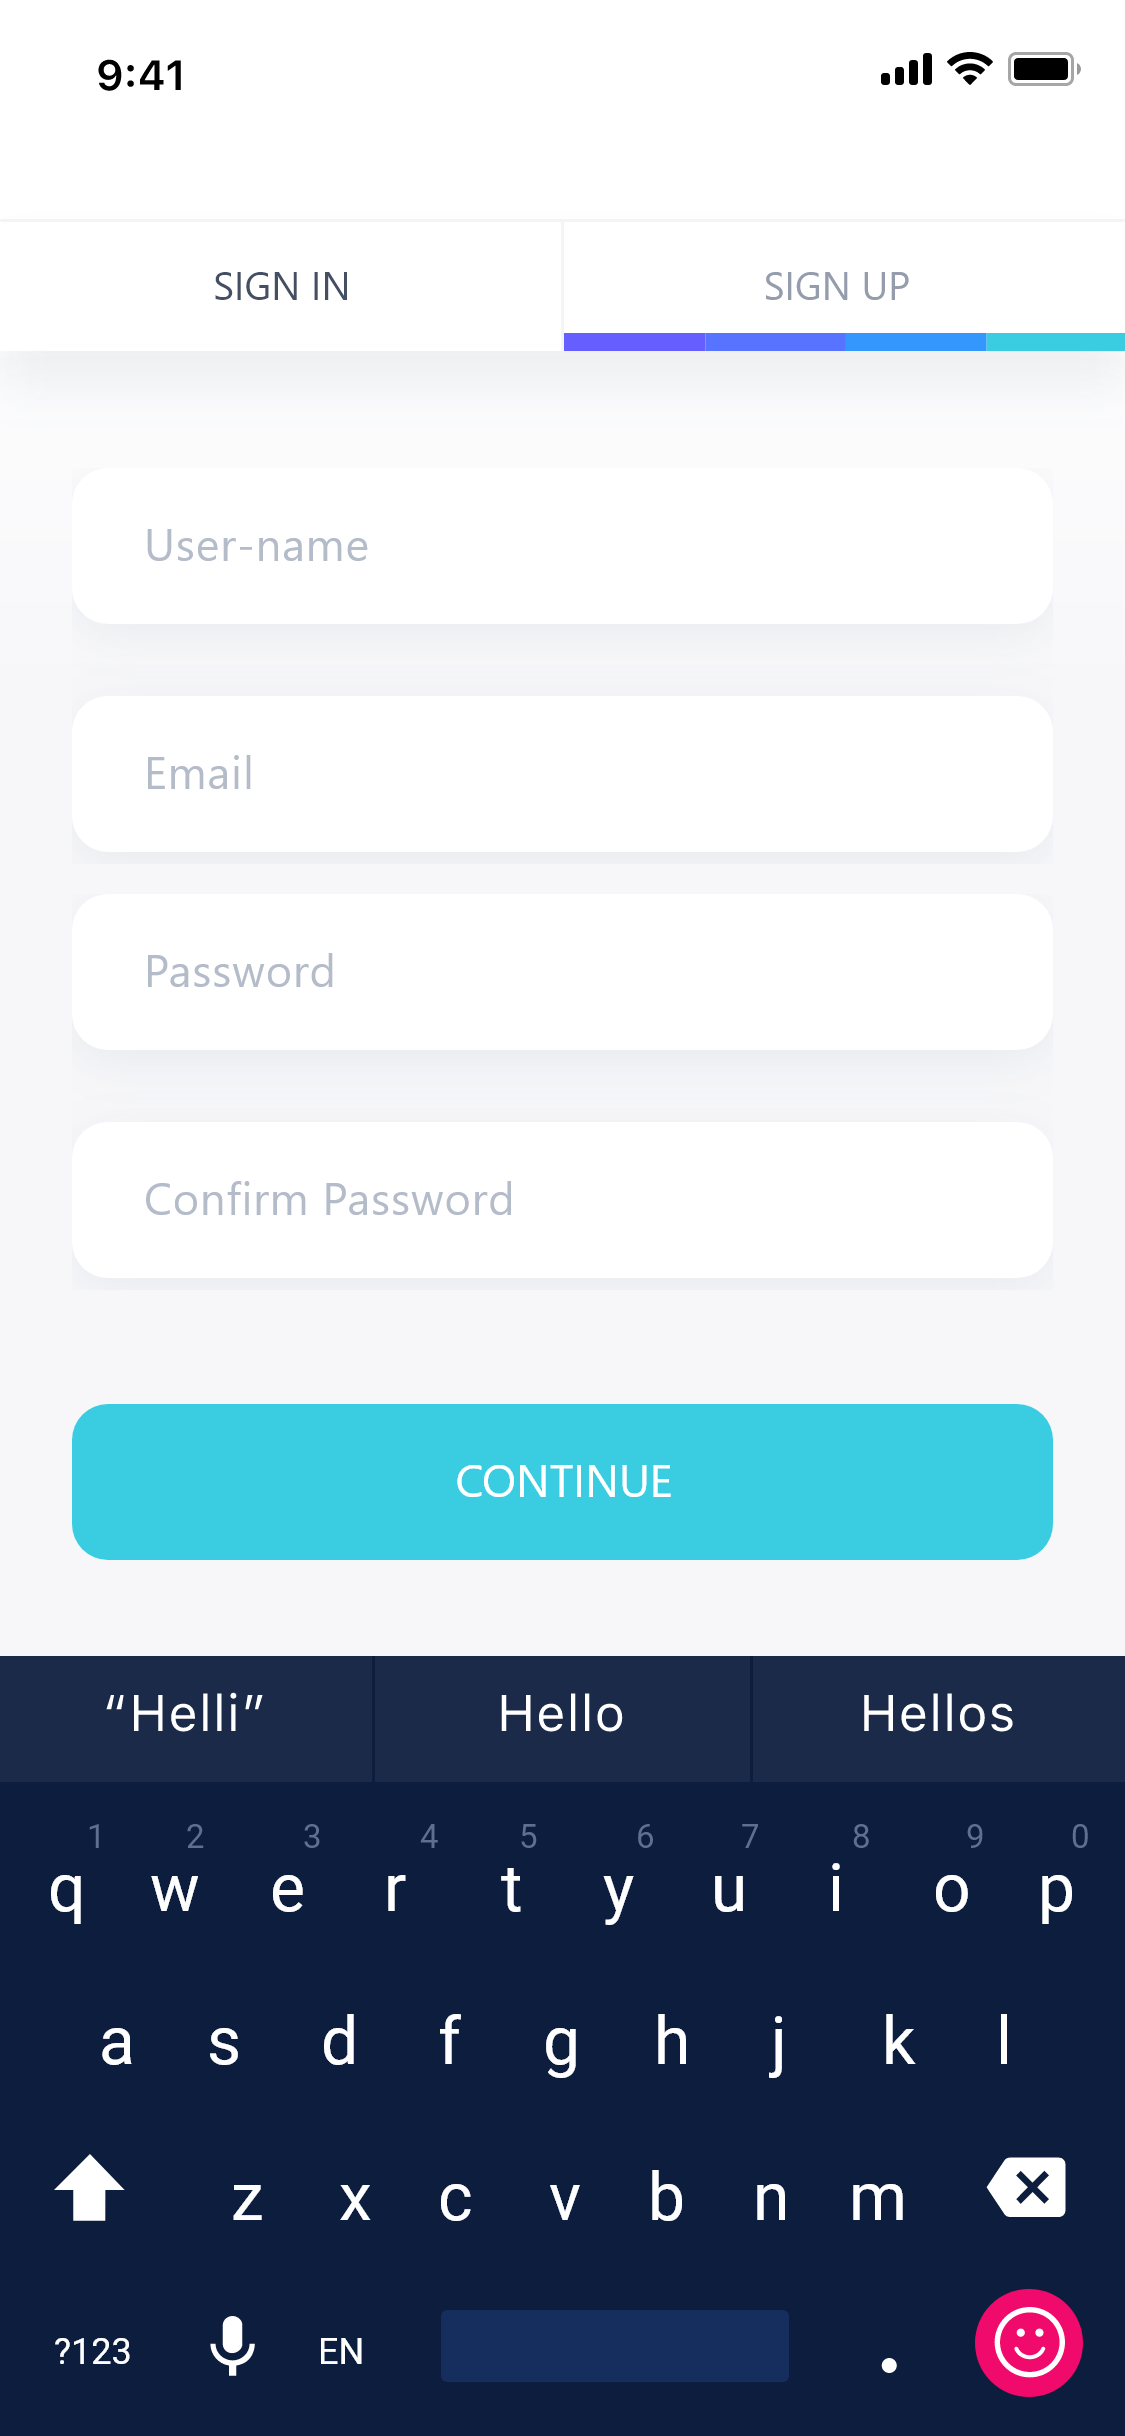 9:41
SIGN IN SIGN UP
User-name
Email
Password
Confirm Password
CONTINUE
“Helli” Hello Hellos
1 2 3 4 5 6 7 8 9 0
q w e r t y u i o p
a s d f g h j k l
z x c v b n m
?123 EN .